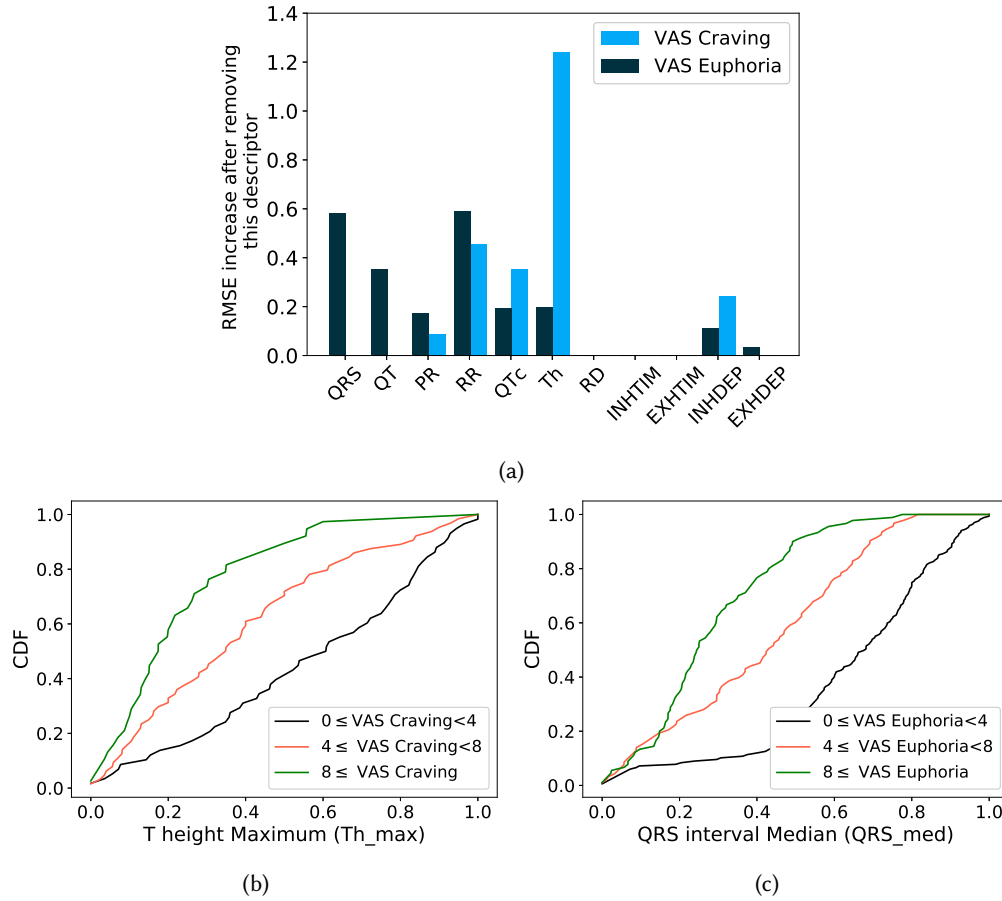 1.4
1.2
1.0
0.8
0.6
0.4
0.2
0.0
RMSE increase after removing
this descriptor
VAS Craving
VAS Euphoria
QRS
QT
PR
RR
QTc
Th
RD
INHTIM
EXHTIM
INHDEP
EXHDEP
(a)
1.0
0.8
0.6
0.4
0.2
0.0
CDF
0≤VAS Craving<4
4≤ VAS Craving<8
8≤ VAS Craving
0.0 0.2 0.4 0.6 0.8 1.0
T height Maximum (Th_max)
(b)
1.0
0.8
0.6
0.4
0.2
0.0
CDF
0≤VAS Euphoria<4
4≤ VAS Euphoria<8
8≤ VAS Euphoria
0.0 0.2 0.4 0.6 0.8 1.0
QRS interval Median (QRS_med)
(c)